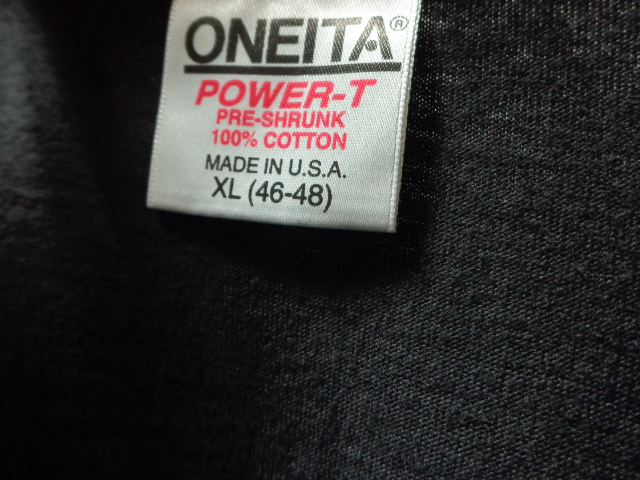 ONEITA®
POWER-T
PRE-SHRUNK
100% COTTON
MADE IN U.S.A.
XL (46-48)